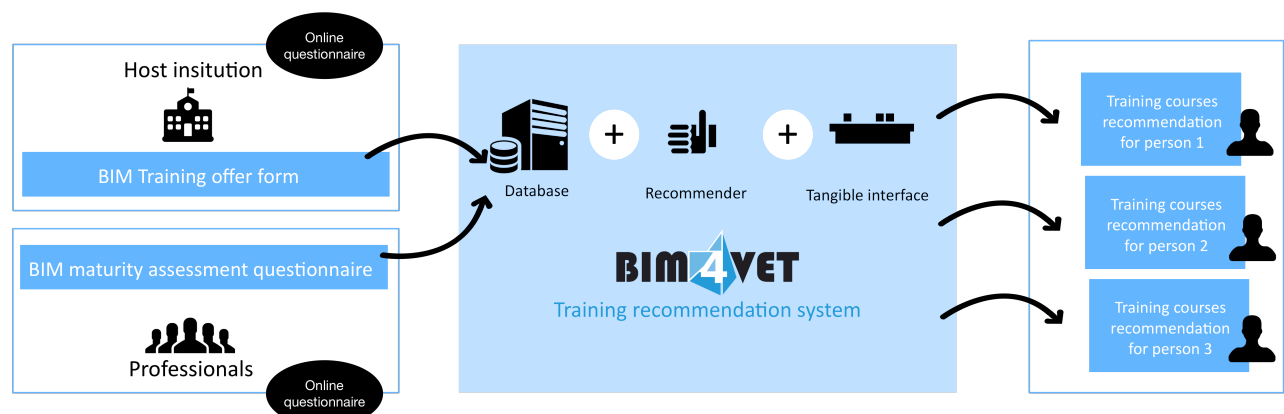 Online
questionnaire
Host insitution
BIM Training offer form
BIM maturity assessment questionnaire
Professionals
Online
questionnaire
Database
+
Recommender
+
Tangible interface
BIM4VET
Training recommendation system
Training courses
recommendation
for person 1
Training courses
recommendation
for person 2
Training courses
recommendation
for person 3